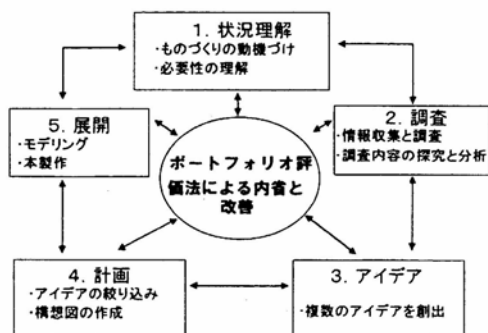 1. 状況理解
・ものづくりの動機づけ
・必要性の理解
2. 調査
・情報収集と調査
・調査内容の探究と分析
3. アイデア
・複数のアイデアを創出
4. 計画
・アイデアの絞り込み
・構想図の作成
5. 展開
・モデリング
・本製作
ポートフォリオ評
価法による内省と
改善